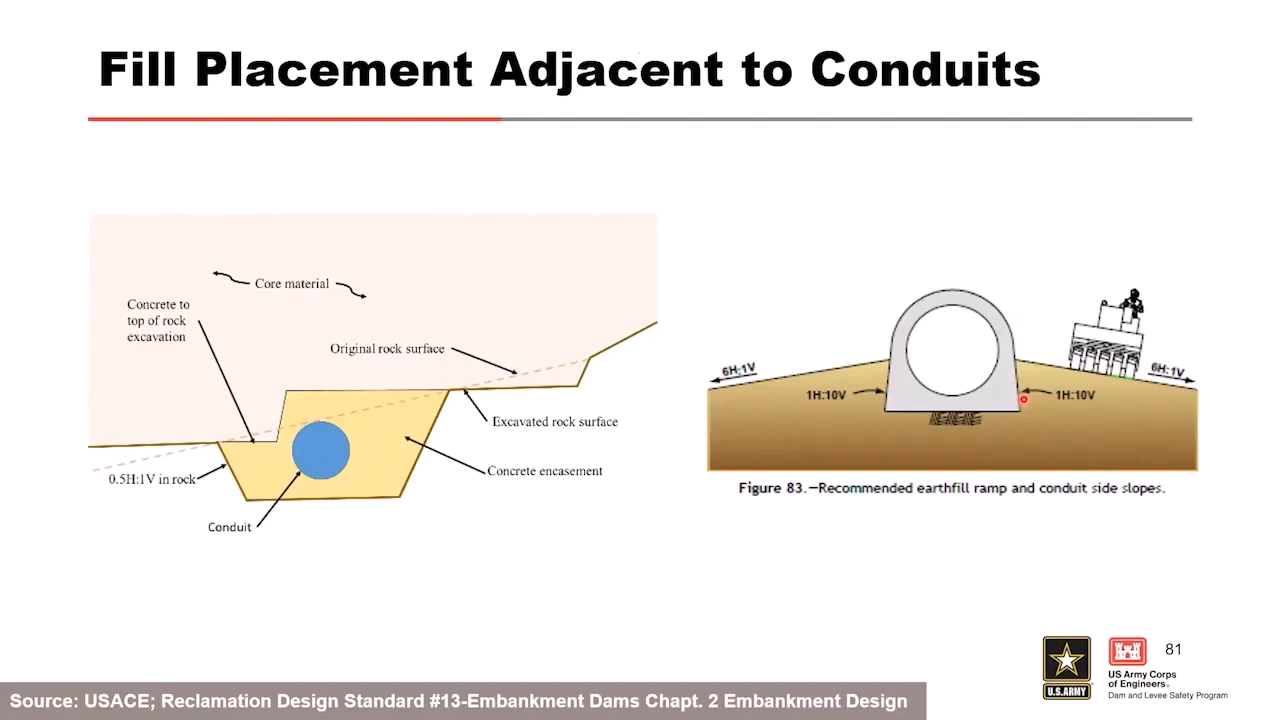 Fill Placement Adjacent to Conduits
Core material
Concrete to
top of rock
excavation
Original rock surface
Excavated rock surface
0.5H:1V in rock
Concrete encasement
Conduit
6H:1V
6H:1V
1H:10V
1H:10V
Figure 83.—Recommended earthfill ramp and conduit side slopes.
81
U.S.ARMY
US Army Corps
of Engineers®
Dam and Levee Safety Program
Source: USACE; Reclamation Design Standard #13-Embankment Dams Chapt. 2 Embankment Design